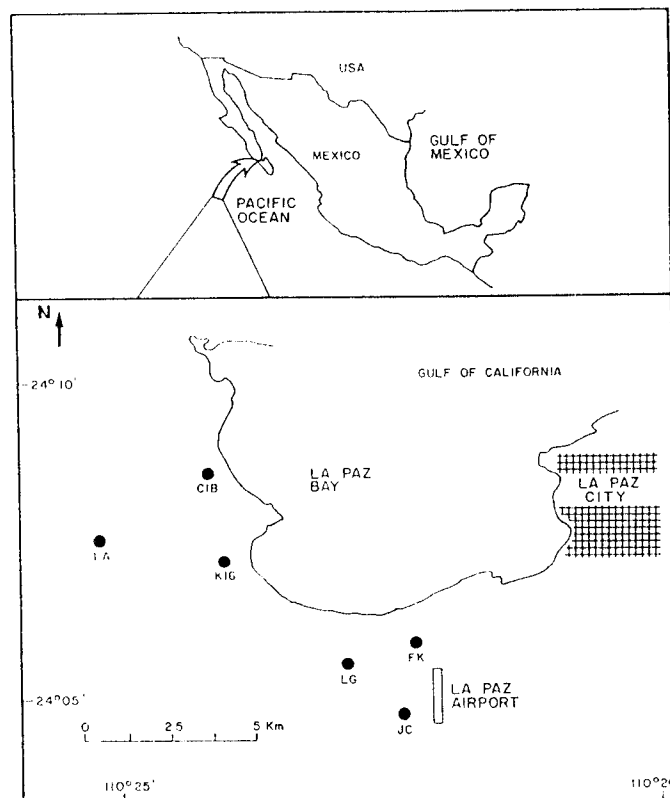 USA
GULF OF
MEXICO
MEXICO
PACIFIC
OCEAN
N
24°10'
GULF OF CALIFORNIA
LA PAZ
BAY
LA PAZ
CITY
CIB
KIG
FK
LG
LA PAZ
AIRPORT
24°05'
0 2.5 5 Km
JC
110°25'